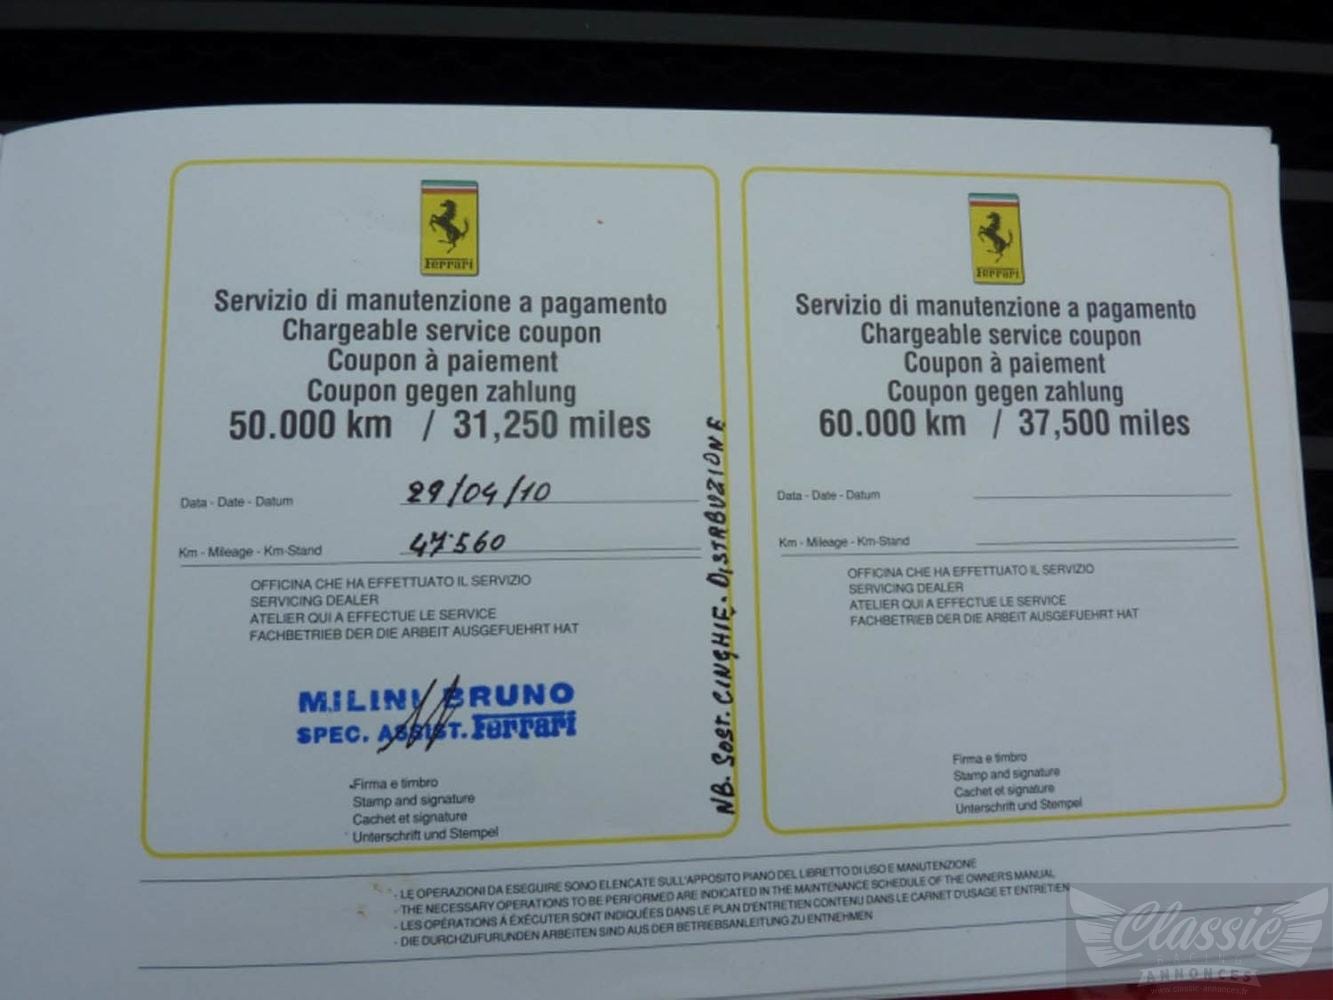 Ferrari
Servizio di manutenzione a pagamento
Chargeable service coupon
Coupon à paiement
Coupon gegen zahlung
50.000 km / 31,250 miles
Data - Date - Datum 29/04/10
Km - Mileage - Km-Stand 47.560
OFFICINA CHE HA EFFETTUATO IL SERVIZIO
SERVICING DEALER
ATELIER QUI A EFFECTUE LE SERVICE
FACHBETRIEB DER DIE ARBEIT AUSGEFUEHRT HAT
MILINI BRUNO
SPEC. ASSIST. Ferrari
Firma e timbro
Stamp and signature
Cachet et signature
Unterschrift und Stempel
NB. SOST. CINGHIE. DISTRBUZIONE
Ferrari
Servizio di manutenzione a pagamento
Chargeable service coupon
Coupon à paiement
Coupon gegen zahlung
60.000 km / 37,500 miles
Data - Date - Datum
Km - Mileage - Km-Stand
OFFICINA CHE HA EFFETTUATO IL SERVIZIO
SERVICING DEALER
ATELIER QUI A EFFECTUE LE SERVICE
FACHBETRIEB DER DIE ARBEIT AUSGEFUEHRT HAT
Firma e timbro
Stamp and signature
Cachet et signature
Unterschrift und Stempel
- LE OPERAZIONI DA ESEGUIRE SONO ELENCATE SULL'APPOSITO PIANO DEL LIBRETTO DI USO E MANUTENZIONE
- THE NECESSARY OPERATIONS TO BE PERFORMED ARE INDICATED IN THE MAINTENANCE SCHEDULE OF THE OWNER'S MANUAL
- LES OPÉRATIONS À EXÉCUTER SONT INDIQUÉES DANS LE PLAN D'ENTRETIEN CONTENU DANS LE CARNET D'USAGE ET ENTRETIEN
- DIE DURCHZUFURUNDEN ARBEITEN SIND AUS DER BETRIEBSANLEITUNG ZU ENTNEHMEN
Classic
RACING
ANNONCES
www.classic-annonces.fr